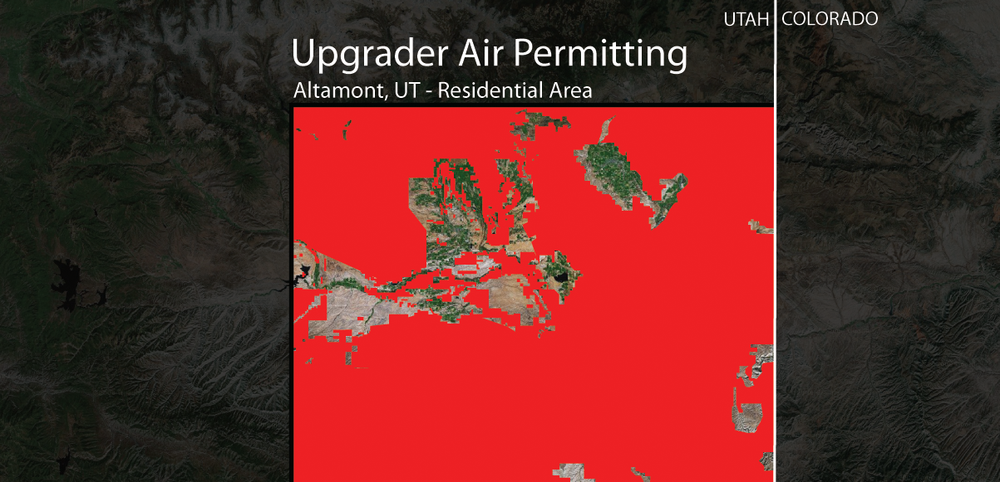 UTAH COLORADO
Upgrader Air Permitting
Altamont, UT - Residential Area